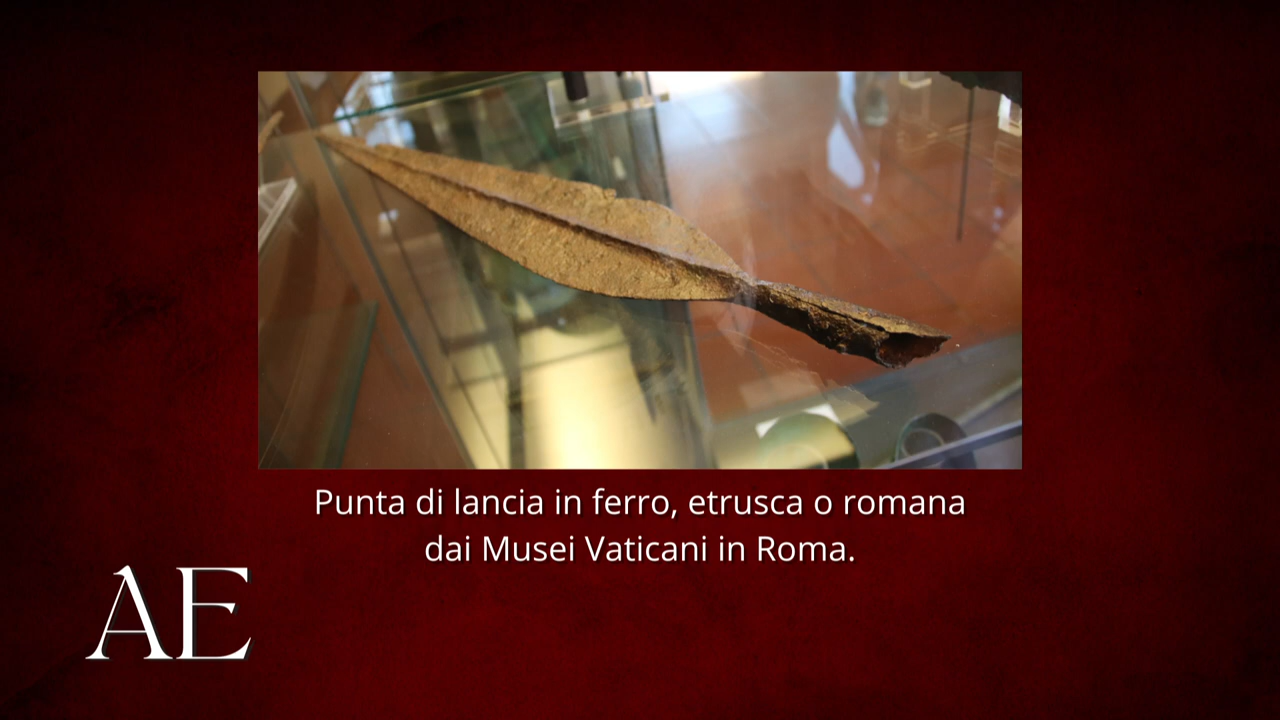 Punta di lancia in ferro, etrusca o romana
dai Musei Vaticani in Roma.
AE